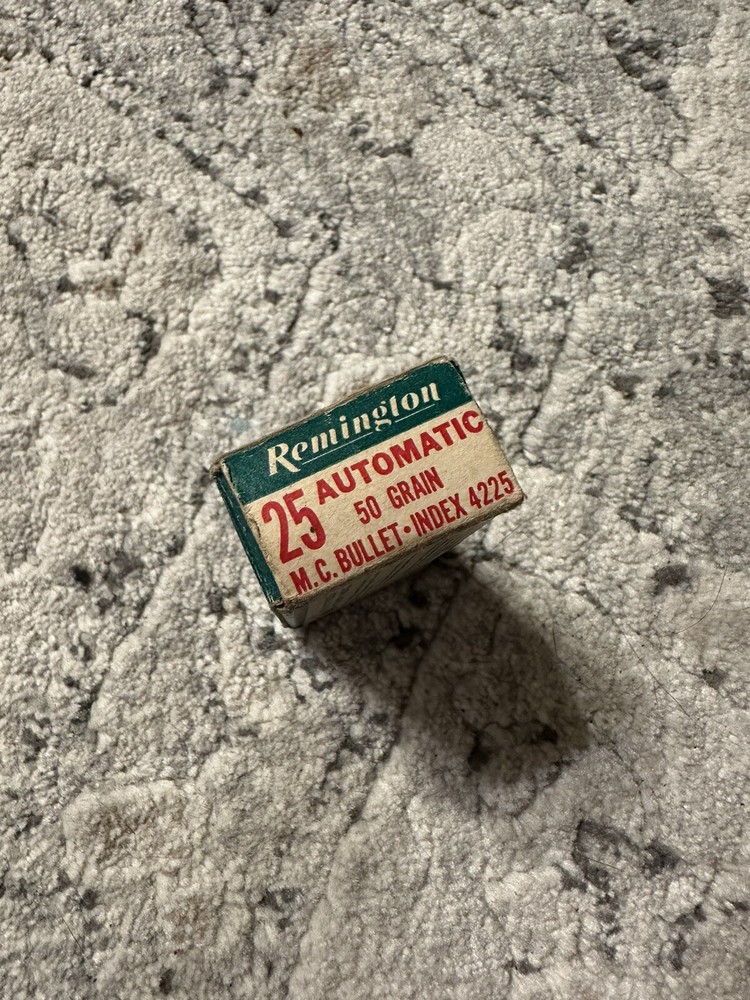 Remington
25 AUTOMATIC
50 GRAIN
M.C. BULLET • INDEX 4225